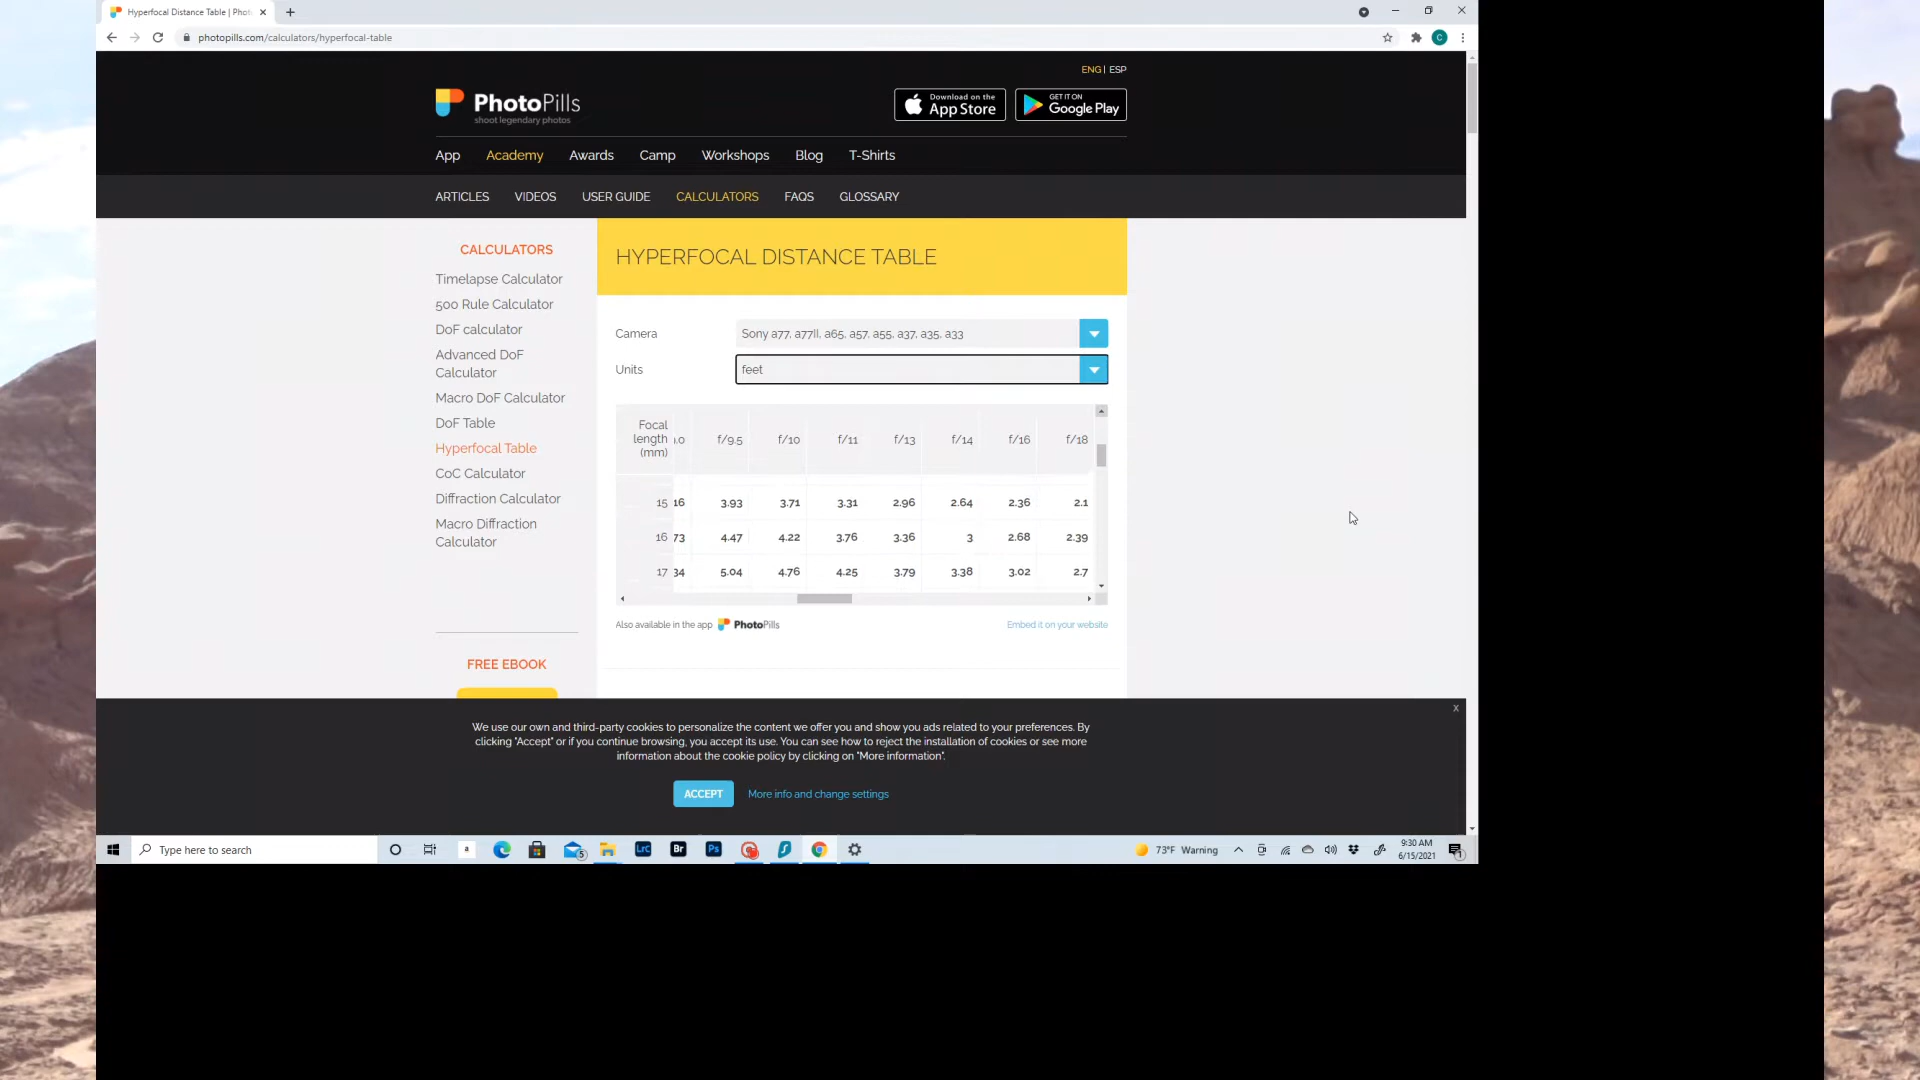 Hyperfocal Distance Table | Phot
photopills.com/calculators/hyperfocal-table
C
ENG | ESP
PhotoPills
shoot legendary photos
Download on the
App Store
GET IT ON
Google Play
App Academy Awards Camp Workshops Blog T-Shirts
ARTICLES VIDEOS USER GUIDE CALCULATORS FAQS GLOSSARY
CALCULATORS
Timelapse Calculator
500 Rule Calculator
DoF calculator
Advanced DoF
Calculator
Macro DoF Calculator
DoF Table
Hyperfocal Table
CoC Calculator
Diffraction Calculator
Macro Diffraction
Calculator
FREE EBOOK
HYPERFOCAL DISTANCE TABLE
Camera Sony a77, a77II, a65, a57, a55, a37, a35, a33
Units feet
Focal
length
(mm)
.0 f/9.5 f/10 f/11 f/13 f/14 f/16 f/18
15 16 3.93 3.71 3.31 2.96 2.64 2.36 2.1
16 73 4.47 4.22 3.76 3.36 3 2.68 2.39
17 34 5.04 4.76 4.25 3.79 3.38 3.02 2.7
Also available in the app PhotoPills Embed it on your website
X
We use our own and third-party cookies to personalize the content we offer you and show you ads related to your preferences. By
clicking "Accept" or if you continue browsing, you accept its use. You can see how to reject the installation of cookies or see more
information about the cookie policy by clicking on "More information".
ACCEPT More info and change settings
Type here to search
a
5
LrC
Br
Ps
73°F Warning
9:30 AM
6/15/2021
1